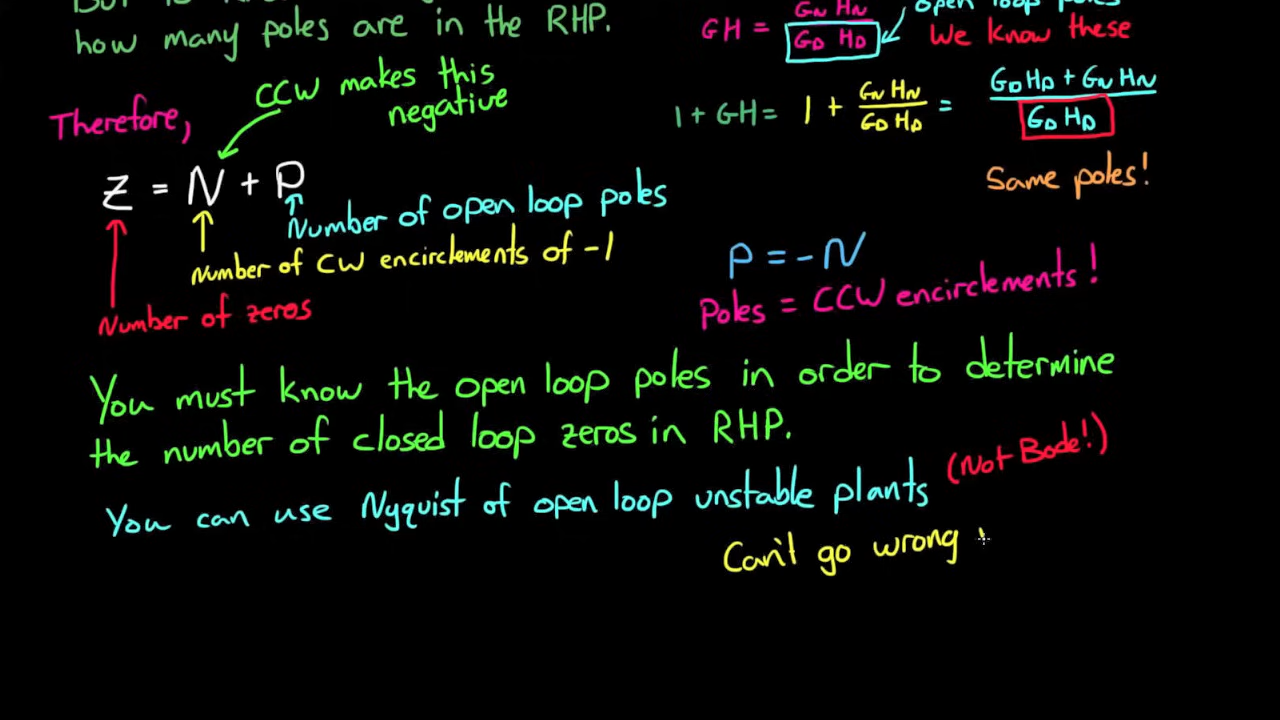 how many poles are in the RHP.
GH = GN HN / GD HD
open loop poles
We know these
CCW makes this
negative
Therefore,
1 + GH = 1 + GN HN / GD HD = GD HD + GN HN / GD HD
Same poles!
Z = N + P
Number of open loop poles
Number of CW encirclements of -1
Number of zeros
P = -N
Poles = CCW encirclements!
You must know the open loop poles in order to determine
the number of closed loop zeros in RHP.
You can use Nyquist of open loop unstable plants (Not Bode!)
Can't go wrong